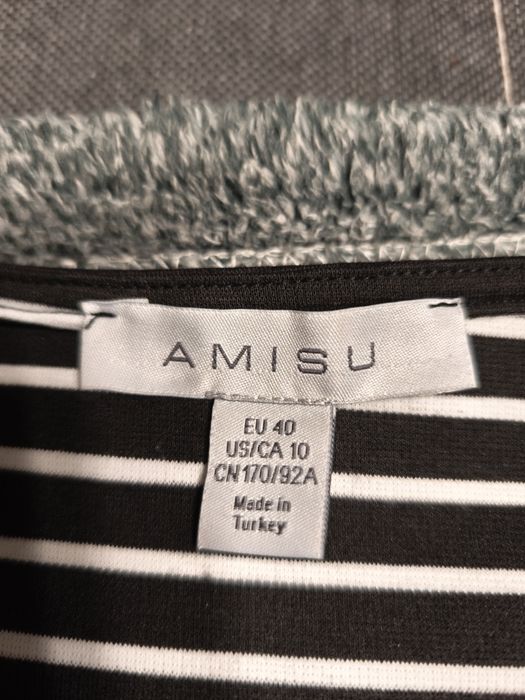 AMISU
EU 40
US/CA 10
CN170/92A
Made in
Turkey